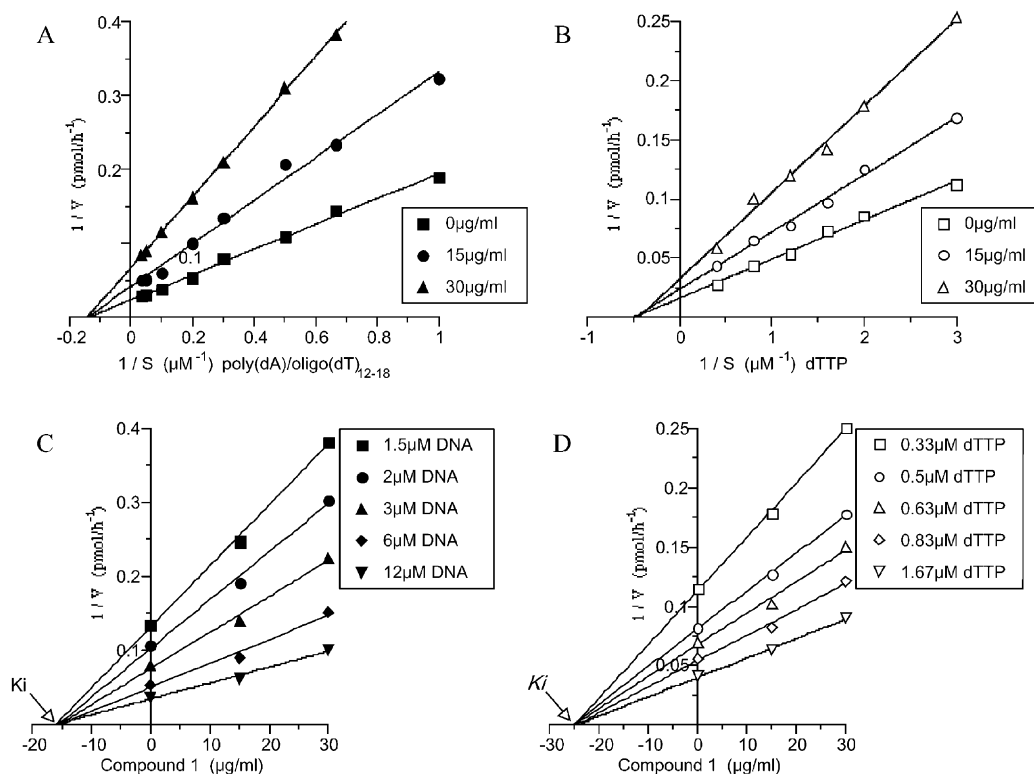 A
1 / V (pmol/h⁻¹)
0.4
0.3
0.2
0.1
-0.2
0
0.2
0.4
0.6
0.8
1
1 / S (μM⁻¹) poly(dA)/oligo(dT)₁₂₋₁₈
0μg/ml
15μg/ml
30μg/ml
B
1 / V (pmol/h⁻¹)
0.25
0.2
0.15
0.1
0.05
-1
0
1
2
3
1 / S (μM⁻¹) dTTP
0μg/ml
15μg/ml
30μg/ml
C
1 / V (pmol/h⁻¹)
0.4
0.3
0.2
0.1
Ki
-20
-10
0
10
20
30
Compound 1 (μg/ml)
1.5μM DNA
2μM DNA
3μM DNA
6μM DNA
12μM DNA
D
1 / V (pmol/h⁻¹)
0.25
0.2
0.15
0.1
0.05
Ki
-30
-20
-10
0
10
20
30
Compound 1 (μg/ml)
0.33μM dTTP
0.5μM dTTP
0.63μM dTTP
0.83μM dTTP
1.67μM dTTP